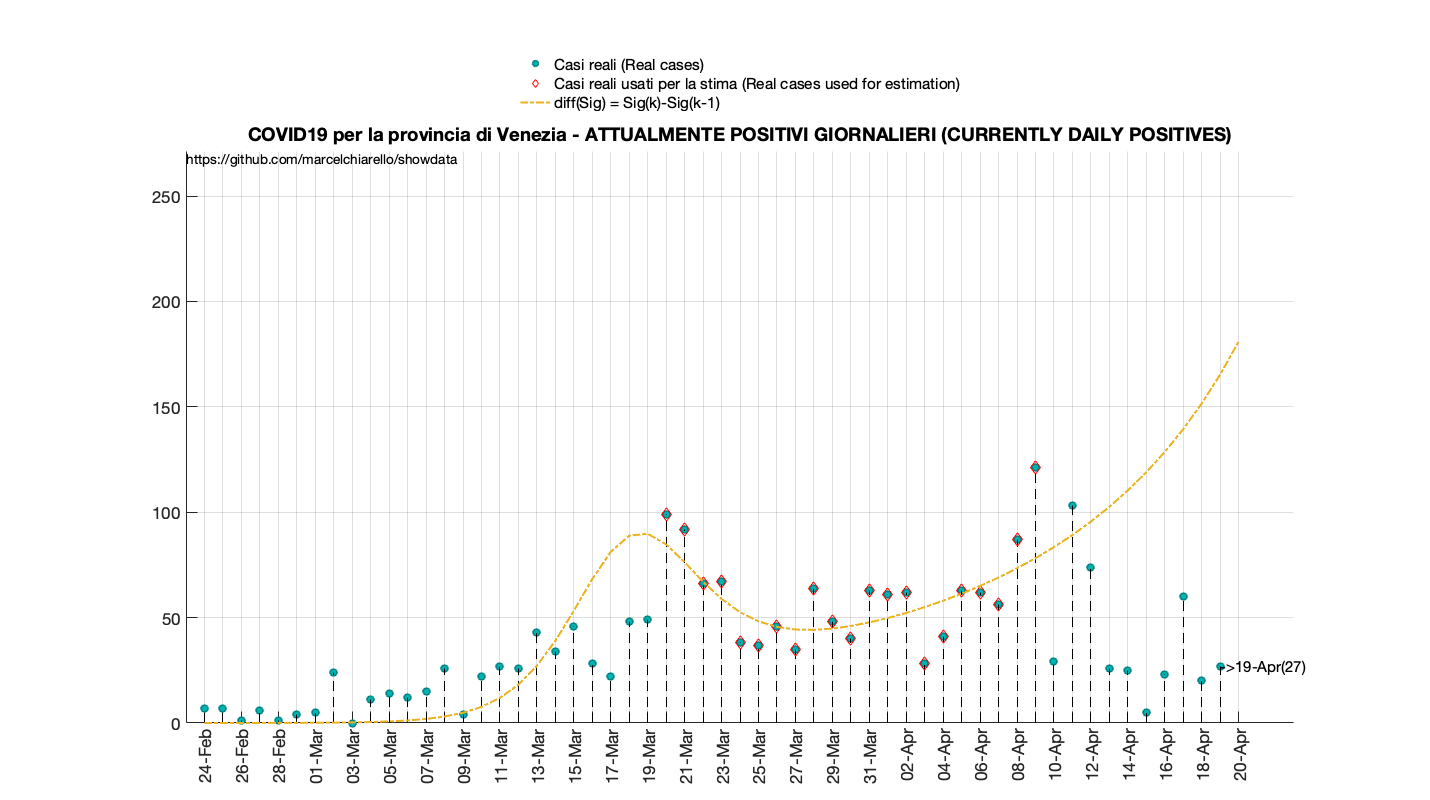 Casi reali (Real cases)
Casi reali usati per la stima (Real cases used for estimation)
diff(Sig) = Sig(k)-Sig(k-1)
COVID19 per la provincia di Venezia - ATTUALMENTE POSITIVI GIORNALIERI (CURRENTLY DAILY POSITIVES)
https://github.com/marcelchiarello/showdata
250
200
150
100
50
0
->19-Apr(27)
24-Feb
26-Feb
28-Feb
01-Mar
03-Mar
05-Mar
07-Mar
09-Mar
11-Mar
13-Mar
15-Mar
17-Mar
19-Mar
21-Mar
23-Mar
25-Mar
27-Mar
29-Mar
31-Mar
02-Apr
04-Apr
06-Apr
08-Apr
10-Apr
12-Apr
14-Apr
16-Apr
18-Apr
20-Apr